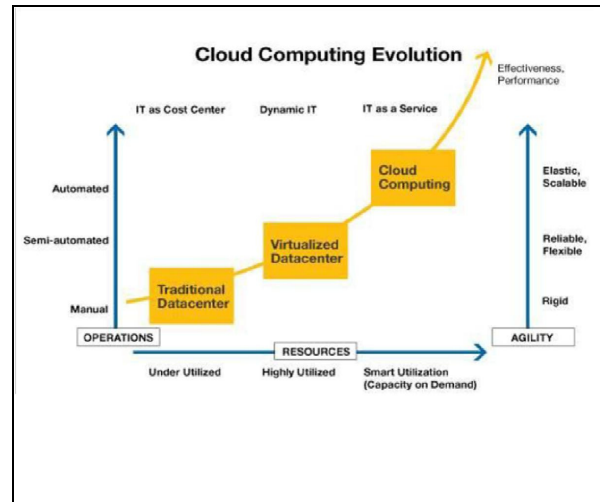 Cloud Computing Evolution
Effectiveness,
Performance
IT as Cost Center
Dynamic IT
IT as a Service
Automated
Semi-automated
Manual
OPERATIONS
Traditional
Datacenter
Virtualized
Datacenter
Cloud
Computing
Elastic,
Scalable
Reliable,
Flexible
Rigid
AGILITY
RESOURCES
Under Utilized
Highly Utilized
Smart Utilization
(Capacity on Demand)